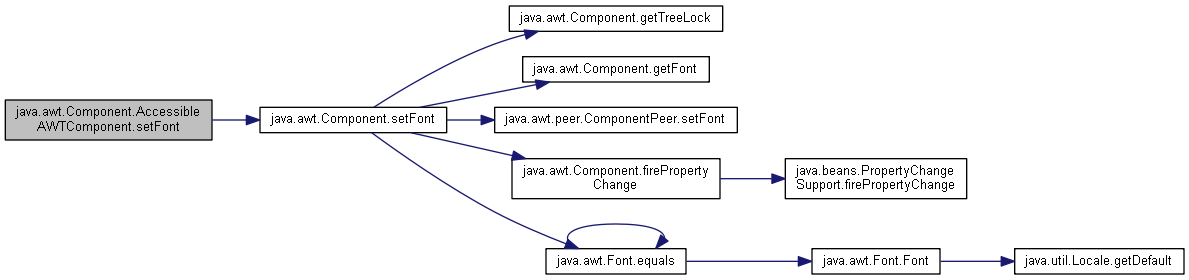 java.awt.Component.getTreeLock
java.awt.Component.getFont
java.awt.Component.Accessible
AWTComponent.setFont
java.awt.Component.setFont
java.awt.peer.ComponentPeer.setFont
java.awt.Component.fireProperty
Change
java.beans.PropertyChange
Support.firePropertyChange
java.awt.Font.equals
java.awt.Font.Font
java.util.Locale.getDefault